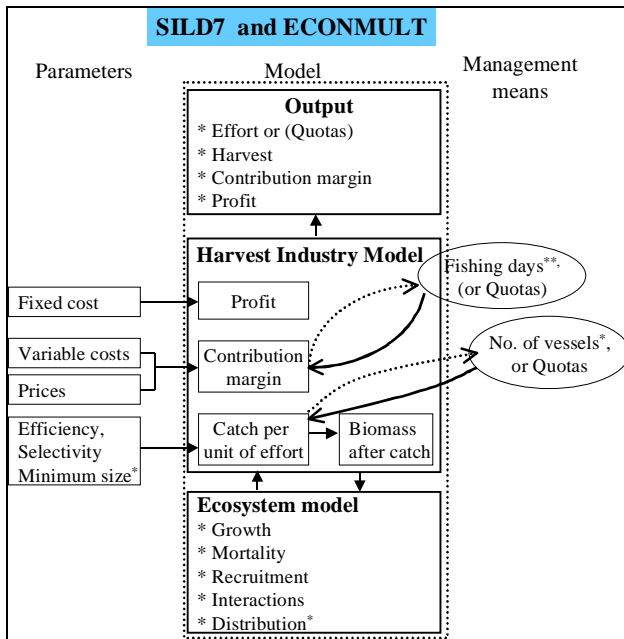 SILD7 and ECONMULT
Parameters
Model
Management
means
Output
* Effort or (Quotas)
* Harvest
* Contribution margin
* Profit
Harvest Industry Model
Fishing days**,
(or Quotas)
Fixed cost
Profit
No. of vessels*,
or Quotas
Variable costs
Prices
Contribution
margin
Efficiency,
Selectivity
Minimum size*
Catch per
unit of effort
Biomass
after catch
Ecosystem model
* Growth
* Mortality
* Recruitment
* Interactions
* Distribution*